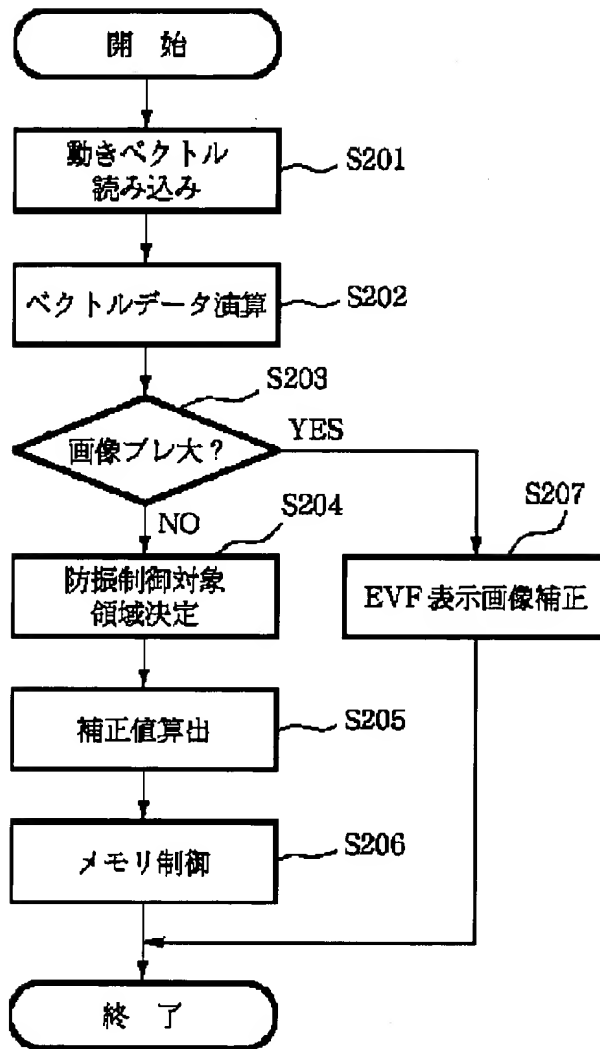 開 始
動きベクトル
読み込み
S201
ベクトルデータ演算
S202
S203
画像ブレ大?
YES
NO
S204
防振制御対象
領域決定
S207
EVF表示画像補正
補正値算出
S205
メモリ制御
S206
終 了